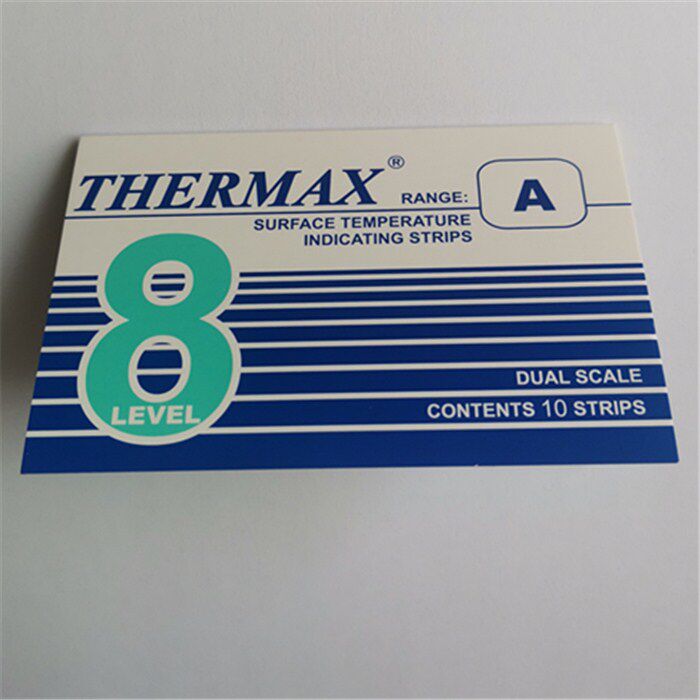 THERMAX®
RANGE: A
SURFACE TEMPERATURE
INDICATING STRIPS
8
LEVEL
DUAL SCALE
CONTENTS 10 STRIPS